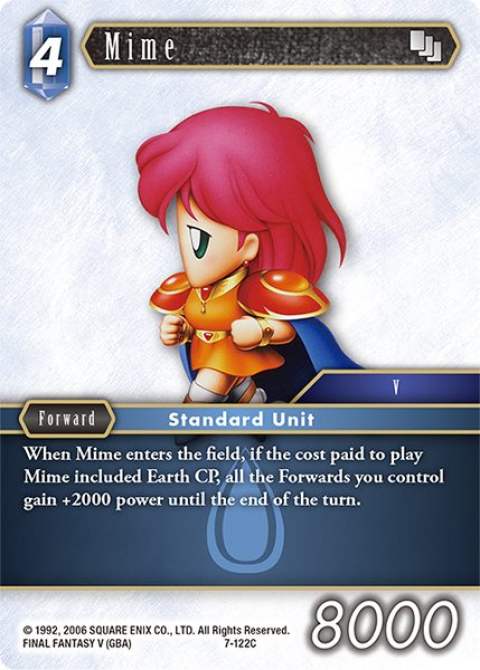 4
Mime
V
Forward
Standard Unit
When Mime enters the field, if the cost paid to play
Mime included Earth CP, all the Forwards you control
gain +2000 power until the end of the turn.
© 1992, 2006 SQUARE ENIX CO., LTD. All Rights Reserved.
FINAL FANTASY V (GBA)
7-122C
8000